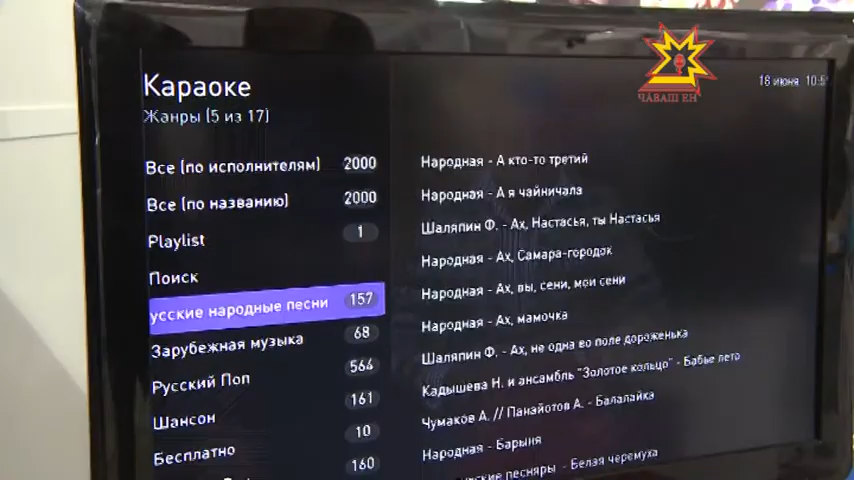 ЧӐВАШ ЕН
18 июня 10:5
Караоке
Жанры (5 из 17)
Все (по исполнителям) 2000
Все (по названию) 2000
Playlist 1
Поиск
усские народные песни 157
Зарубежная музыка 68
Русский Поп 564
Шансон 161
Бесплатно 10
160
Народная - А кто-то третий
Народная - А я чайничала
Шаляпин Ф. - Ах, Настасья, ты Настасья
Народная - Ах, Самара-городок
Народная - Ах, вы, сени, мои сени
Народная - Ах, мамочка
Шаляпин Ф. - Ах, не одна во поле дороженька
Кадышева Н. и ансамбль "Золотое кольцо" - Бабье лето
Чумаков А. // Панайотов А. - Балалайка
Народная - Барыня
песняры - Белая черемуха